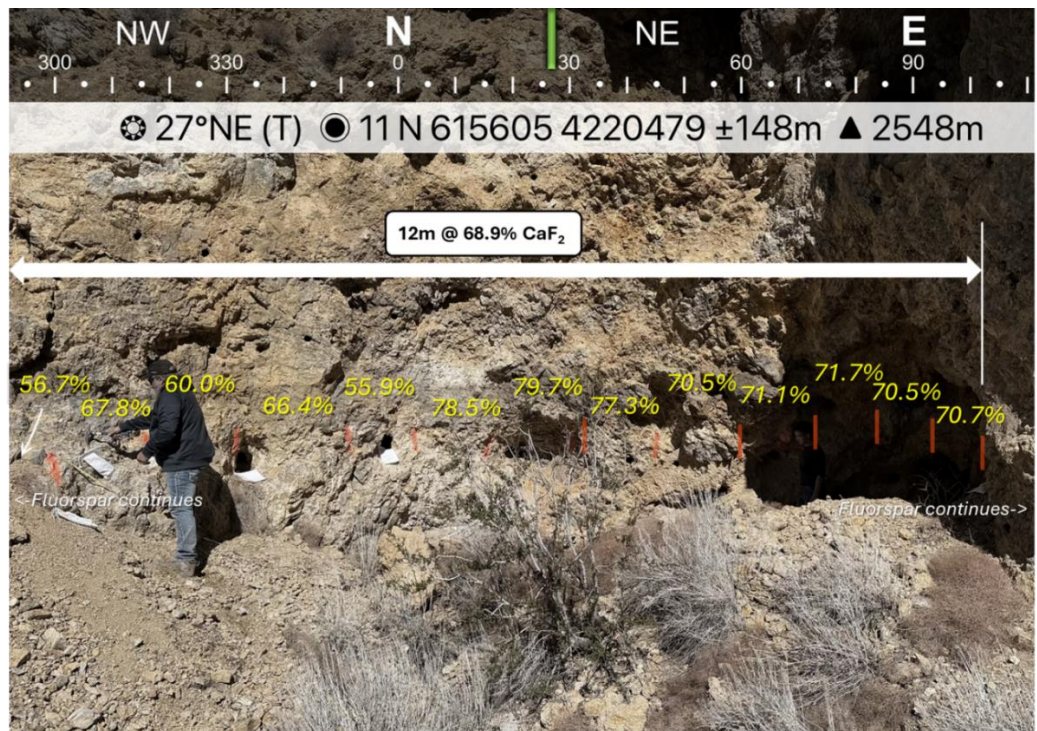 NW N NE E
300 330 0 30 60 90
27°NE (T) 11 N 615605 4220479 ±148m ▲ 2548m
12m @ 68.9% CaF₂
56.7% 67.8% 60.0% 66.4% 55.9% 78.5% 79.7% 77.3% 70.5% 71.1% 71.7% 70.5% 70.7%
<-Fluorspar continues
Fluorspar continues->